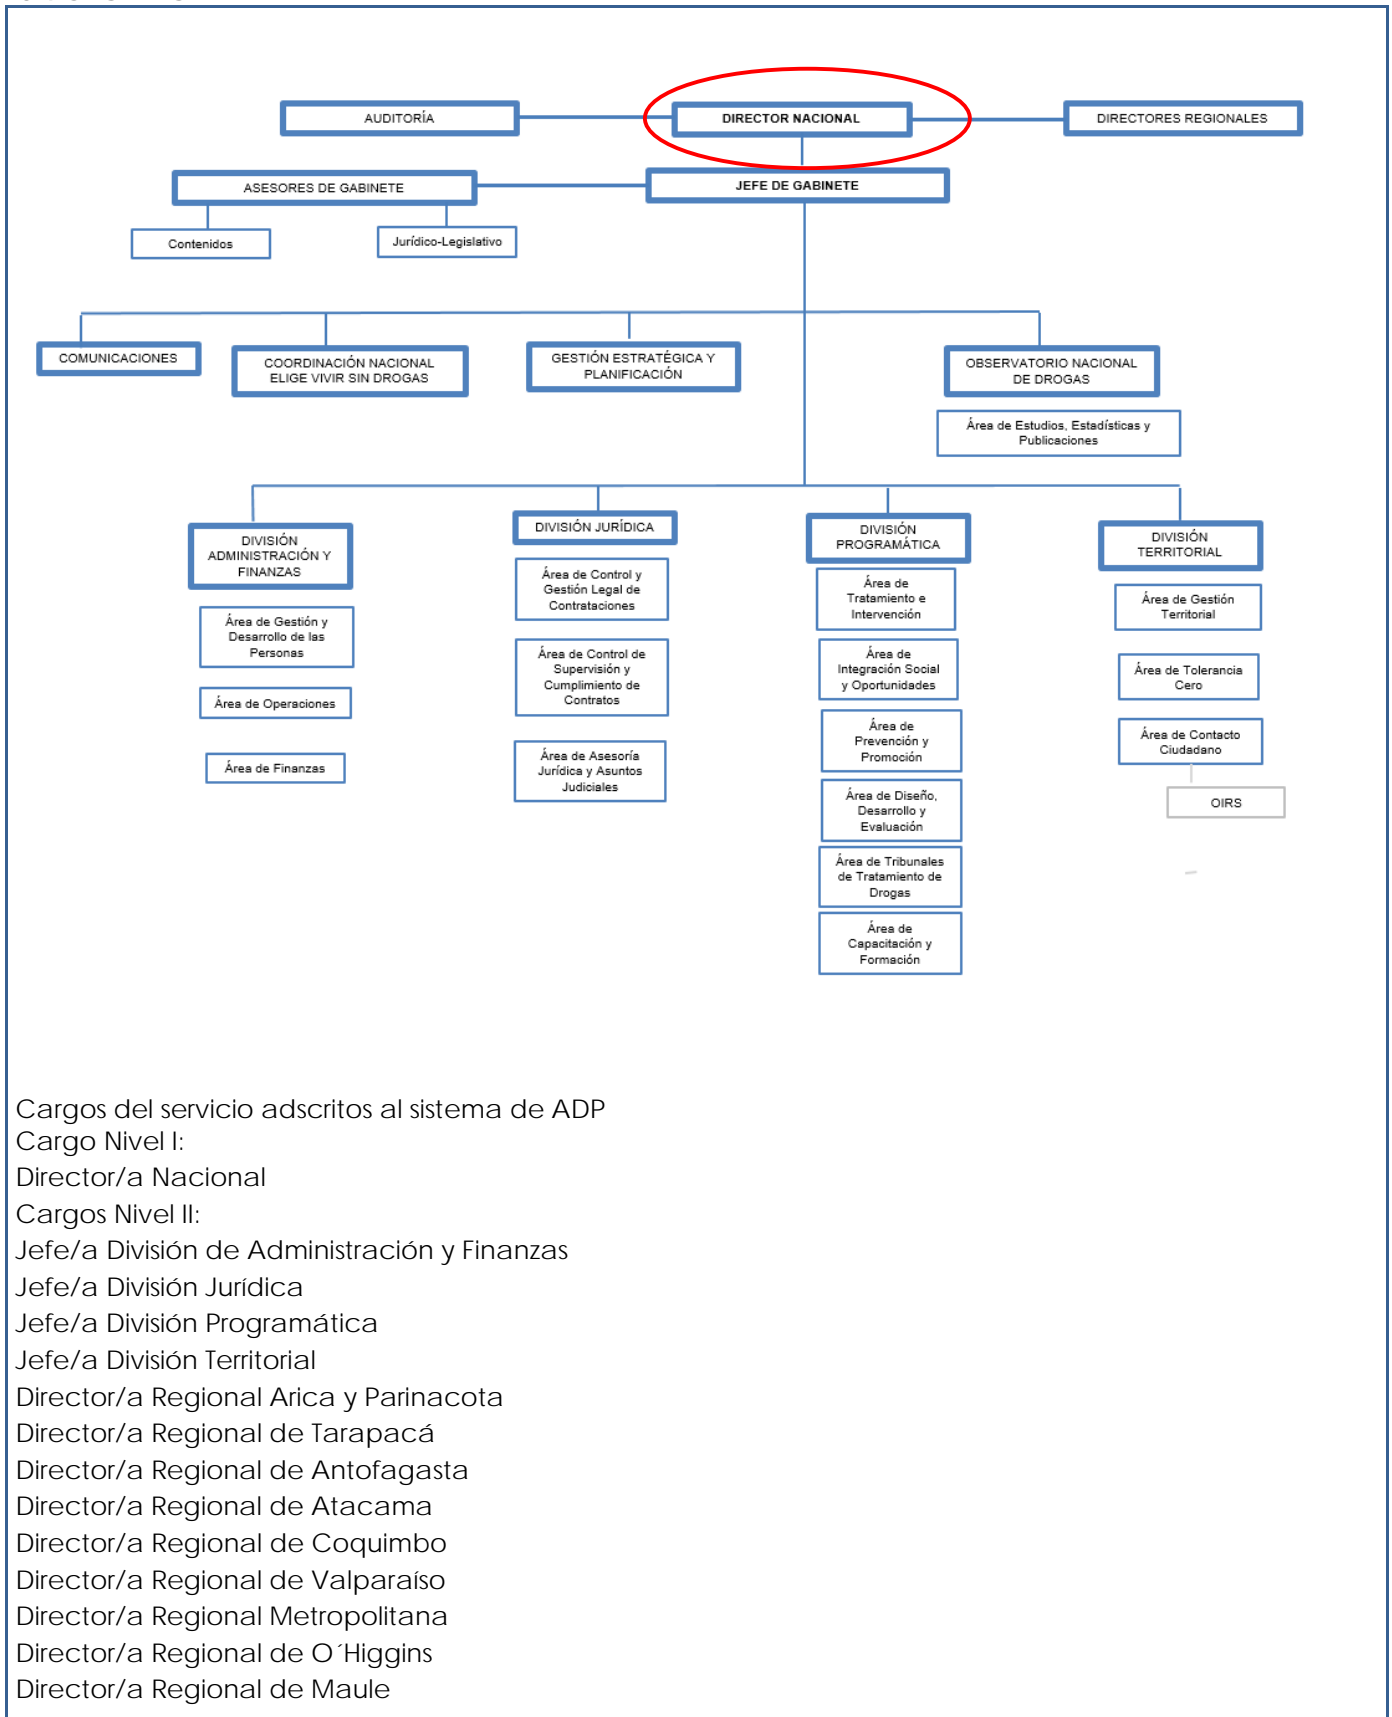 AUDITORÍA
DIRECTOR NACIONAL
DIRECTORES REGIONALES
ASESORES DE GABINETE
JEFE DE GABINETE
Contenidos
Jurídico-Legislativo
COMUNICACIONES
COORDINACIÓN NACIONAL
ELIGE VIVIR SIN DROGAS
GESTIÓN ESTRATÉGICA Y
PLANIFICACIÓN
OBSERVATORIO NACIONAL
DE DROGAS
Área de Estudios, Estadísticas y
Publicaciones
DIVISIÓN
ADMINISTRACIÓN Y
FINANZAS
Área de Gestión y
Desarrollo de las
Personas
Área de Operaciones
Área de Finanzas
DIVISIÓN JURÍDICA
Área de Control y
Gestión Legal de
Contrataciones
Área de Control de
Supervisión y
Cumplimiento de
Contratos
Área de Asesoría
Jurídica y Asuntos
Judiciales
DIVISIÓN
PROGRAMÁTICA
Área de
Tratamiento e
Intervención
Área de
Integración Social
y Oportunidades
Área de
Prevención y
Promoción
Área de Diseño,
Desarrollo y
Evaluación
Área de Tribunales
de Tratamiento de
Drogas
Área de
Capacitación y
Formación
DIVISIÓN
TERRITORIAL
Área de Gestión
Territorial
Área de Tolerancia
Cero
Área de Contacto
Ciudadano
OIRS
Cargos del servicio adscritos al sistema de ADP
Cargo Nivel I:
Director/a Nacional
Cargos Nivel II:
Jefe/a División de Administración y Finanzas
Jefe/a División Jurídica
Jefe/a División Programática
Jefe/a División Territorial
Director/a Regional Arica y Parinacota
Director/a Regional de Tarapacá
Director/a Regional de Antofagasta
Director/a Regional de Atacama
Director/a Regional de Coquimbo
Director/a Regional de Valparaíso
Director/a Regional Metropolitana
Director/a Regional de O´Higgins
Director/a Regional de Maule